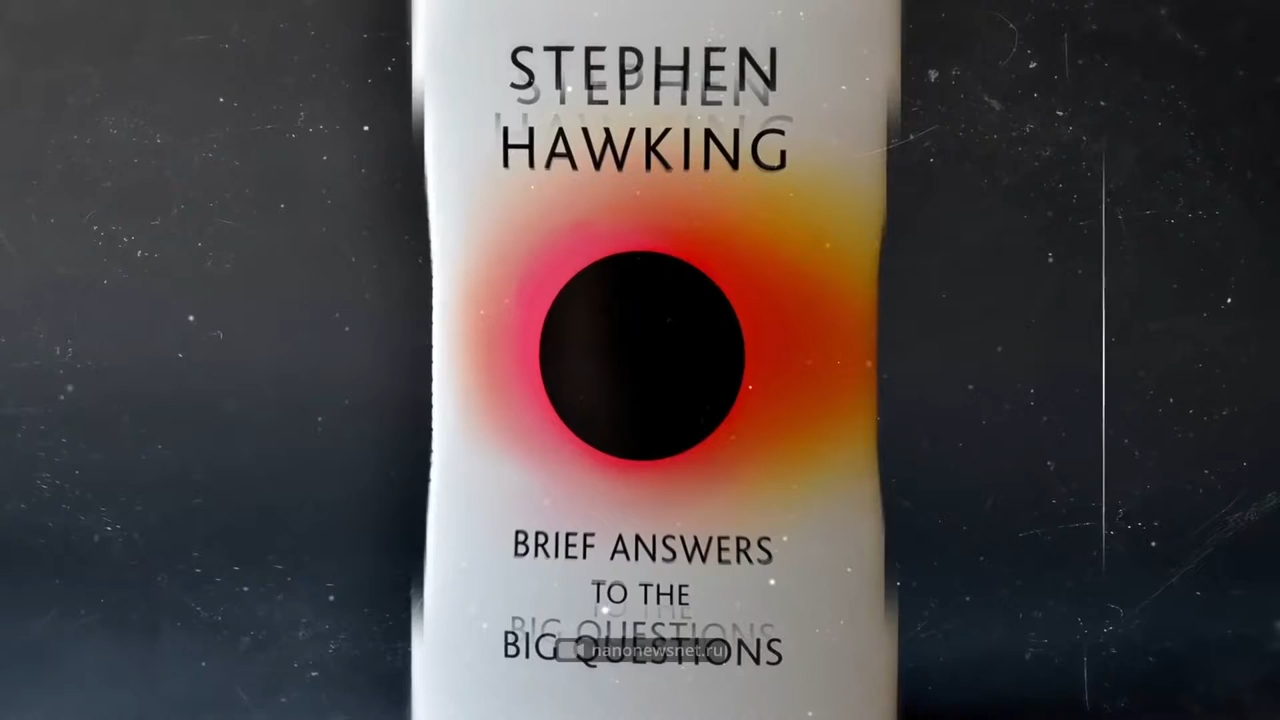 STEPHEN
HAWKING
BRIEF ANSWERS
TO THE
BIG QUESTIONS
nanonewsnet.ru